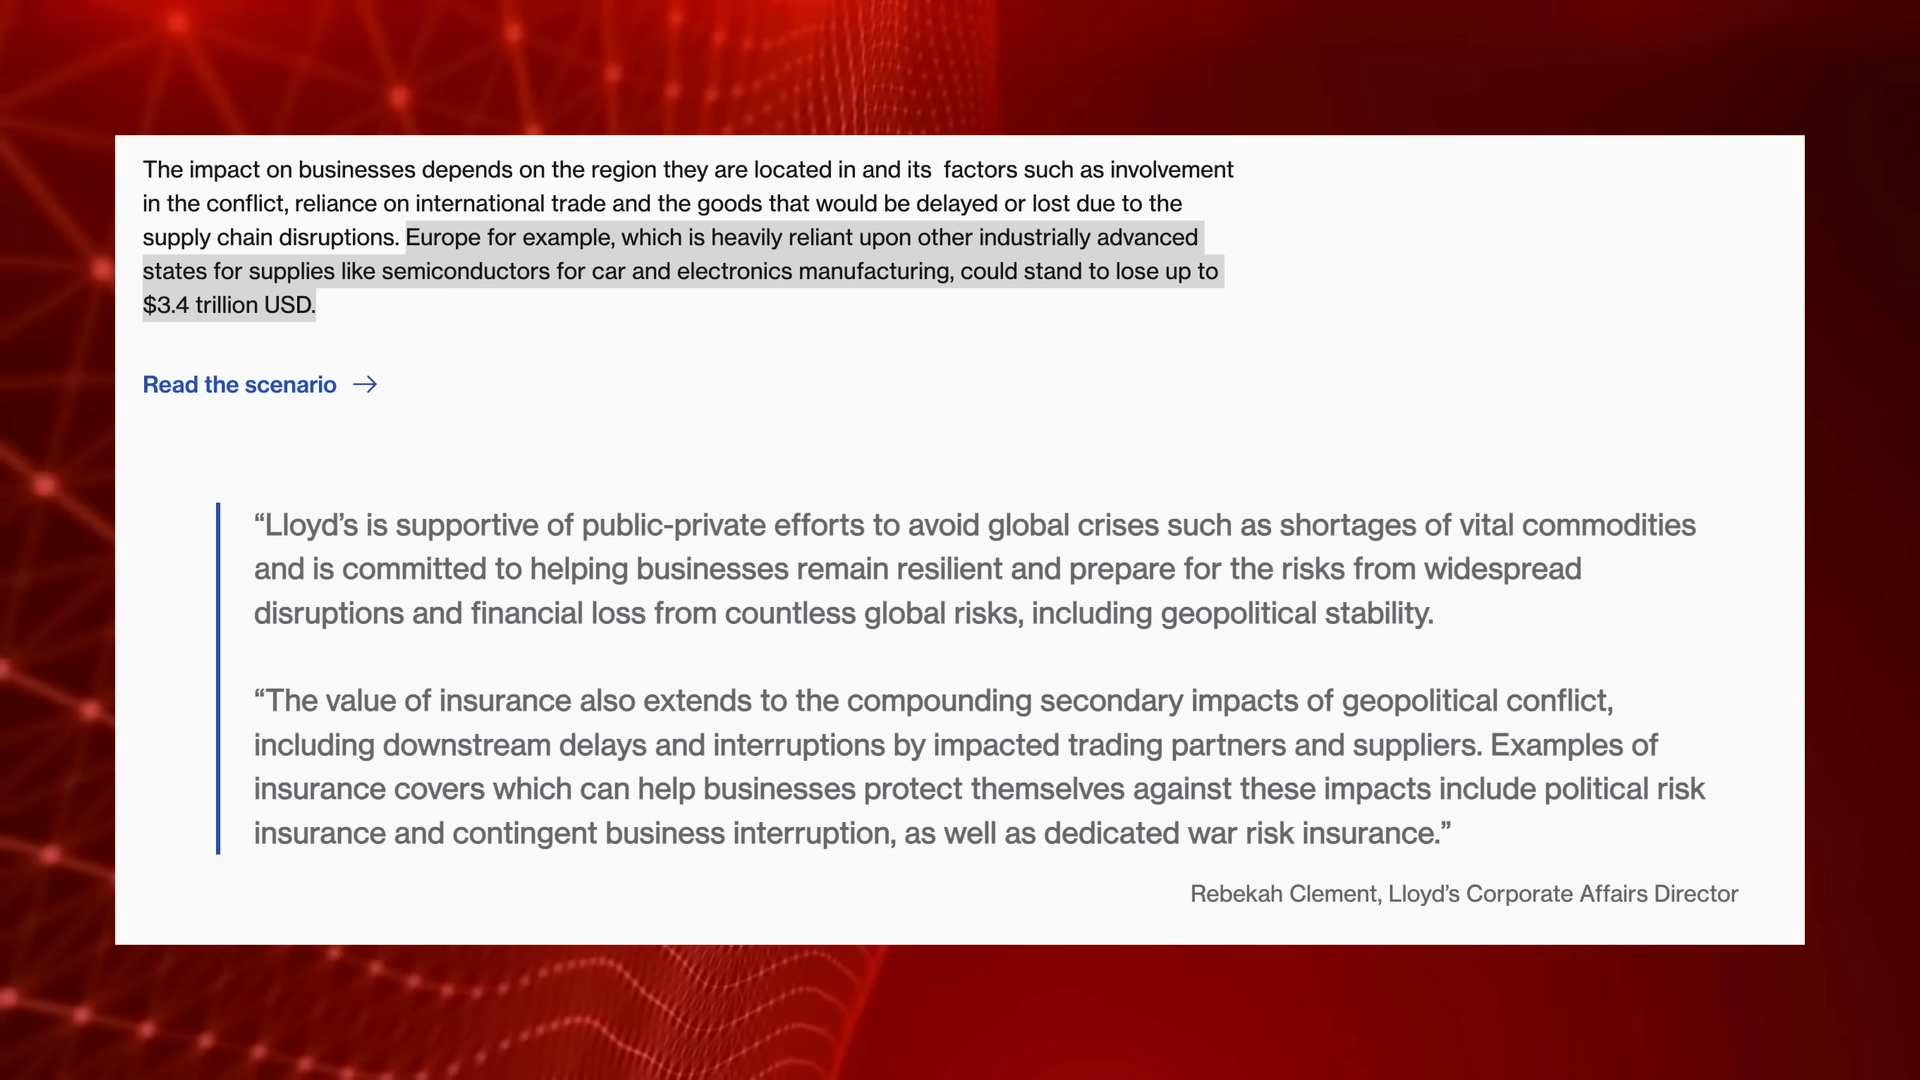 The impact on businesses depends on the region they are located in and its  factors such as involvement
in the conflict, reliance on international trade and the goods that would be delayed or lost due to the
supply chain disruptions. Europe for example, which is heavily reliant upon other industrially advanced
states for supplies like semiconductors for car and electronics manufacturing, could stand to lose up to
$3.4 trillion USD.
Read the scenario →
“Lloyd’s is supportive of public-private efforts to avoid global crises such as shortages of vital commodities
and is committed to helping businesses remain resilient and prepare for the risks from widespread
disruptions and financial loss from countless global risks, including geopolitical stability.
“The value of insurance also extends to the compounding secondary impacts of geopolitical conflict,
including downstream delays and interruptions by impacted trading partners and suppliers. Examples of
insurance covers which can help businesses protect themselves against these impacts include political risk
insurance and contingent business interruption, as well as dedicated war risk insurance.”
Rebekah Clement, Lloyd’s Corporate Affairs Director